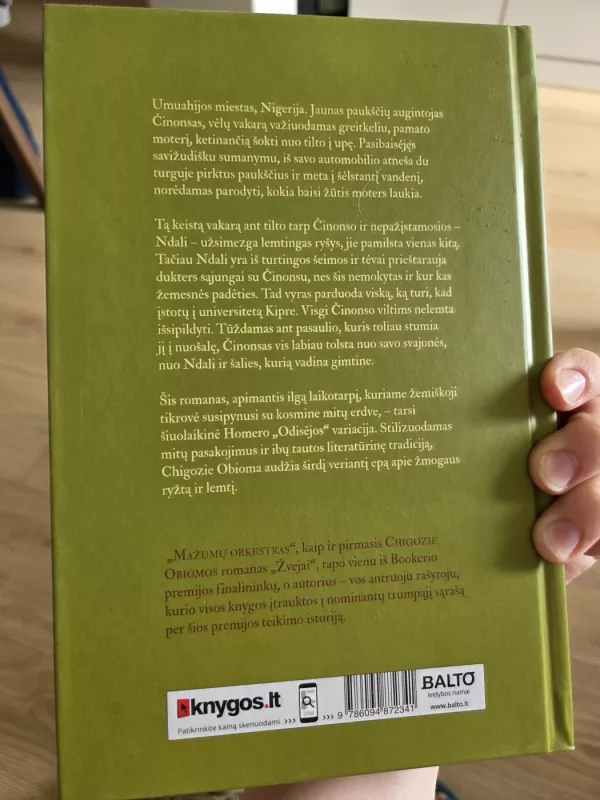 Umuahijos miestas, Nigerija. Jaunas paukščių augintojas
Činonsas, vėlų vakarą važiuodamas greitkeliu, pamato
moterį, ketinančią šokti nuo tilto į upę. Pasibaisėjęs
savižudišku sumanymu, iš savo automobilio atneša du
turguje pirktus paukščius ir meta į šėlstantį vandenį,
norėdamas parodyti, kokia baisi žūtis moters laukia.
Tą keistą vakarą ant tilto tarp Činonso ir nepažįstamosios –
Ndali – užsimezga lemtingas ryšys, jie pamilsta vienas kitą.
Tačiau Ndali yra iš turtingos šeimos ir tėvai prieštarauja
dukters sąjungai su Činonsu, nes šis nemokytas ir kur kas
žemesnės padėties. Tad vyras parduoda viską, ką turi, kad
įstotų į universitetą Kipre. Visgi Činonso viltims nelemta
išsipildyti. Tūždamas ant pasaulio, kuris toliau stumia
jį į nuošalę, Činonsas vis labiau tolsta nuo savo svajonės,
nuo Ndali ir šalies, kurią vadina gimtine.
Šis romanas, apimantis ilgą laikotarpį, kuriame žemiškoji
tikrovė susipynusi su kosmine mitų erdve, – tarsi
šiuolaikinė Homero „Odisėjos“ variacija. Stilizuodamas
mitų pasakojimus ir ibų tautos literatūrinę tradiciją,
Chigozie Obioma audžia širdį veriantį epą apie žmogaus
ryžtą ir lemtį.
„Mažumų orkestras“, kaip ir pirmasis Chigozie
Obiomos romanas „Žvejai“, tapo vienu iš Bookerio
premijos finalininkų, o autorius – vos antruoju rašytoju,
kurio visos knygos įtrauktos į nominantų trumpąjį sąrašą
per šios premijos teikimo istoriją.
knygos.lt
Patikrinkite kainą skenuodami >>>
>>> 9 786094 872341
BALTO
leidybos namai
www.balto.lt